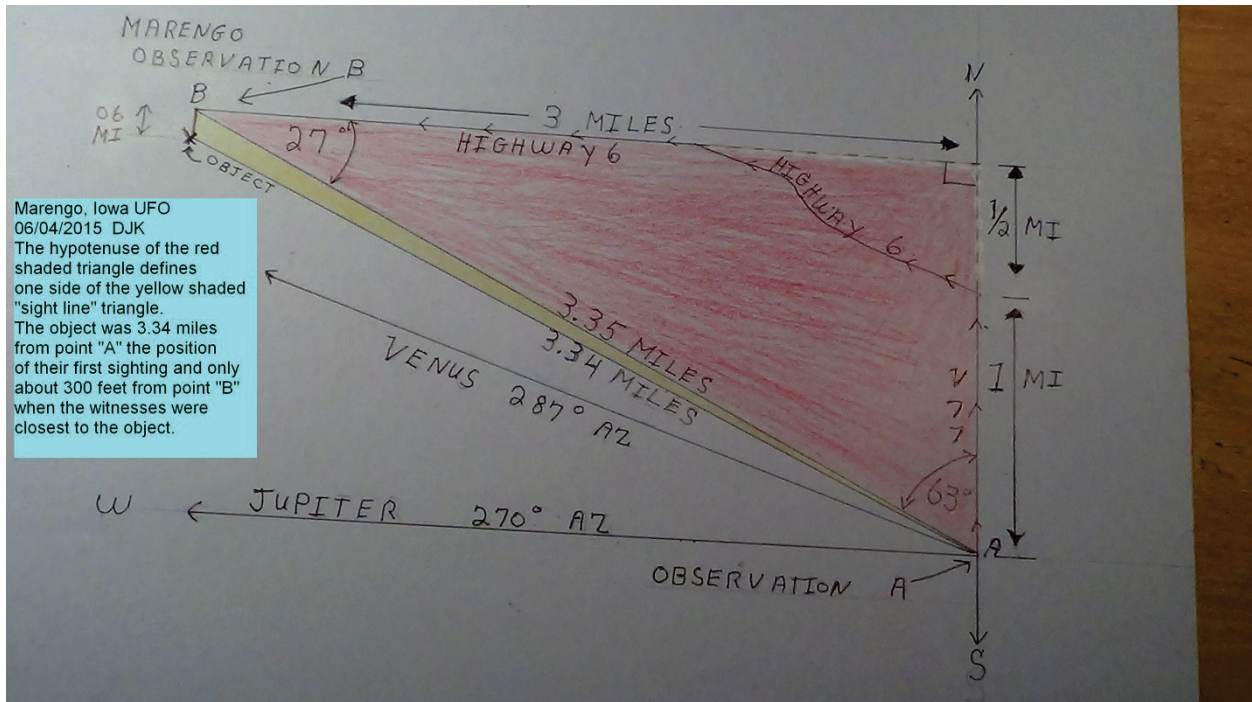 MARENGO
OBSERVATION B
N
B
06
MI
3 MILES
27°
HIGHWAY 6
HIGHWAY 6
OBJECT
1/2 MI
Marengo, Iowa UFO
06/04/2015 DJK
The hypotenuse of the red
shaded triangle defines
one side of the yellow shaded
"sight line" triangle.
The object was 3.34 miles
from point "A" the position
of their first sighting and only
about 300 feet from point "B"
when the witnesses were
closest to the object.
3.35 MILES
3.34 MILES
VENUS 287° AZ
1 MI
63°
W
JUPITER 270° AZ
A
OBSERVATION A
S